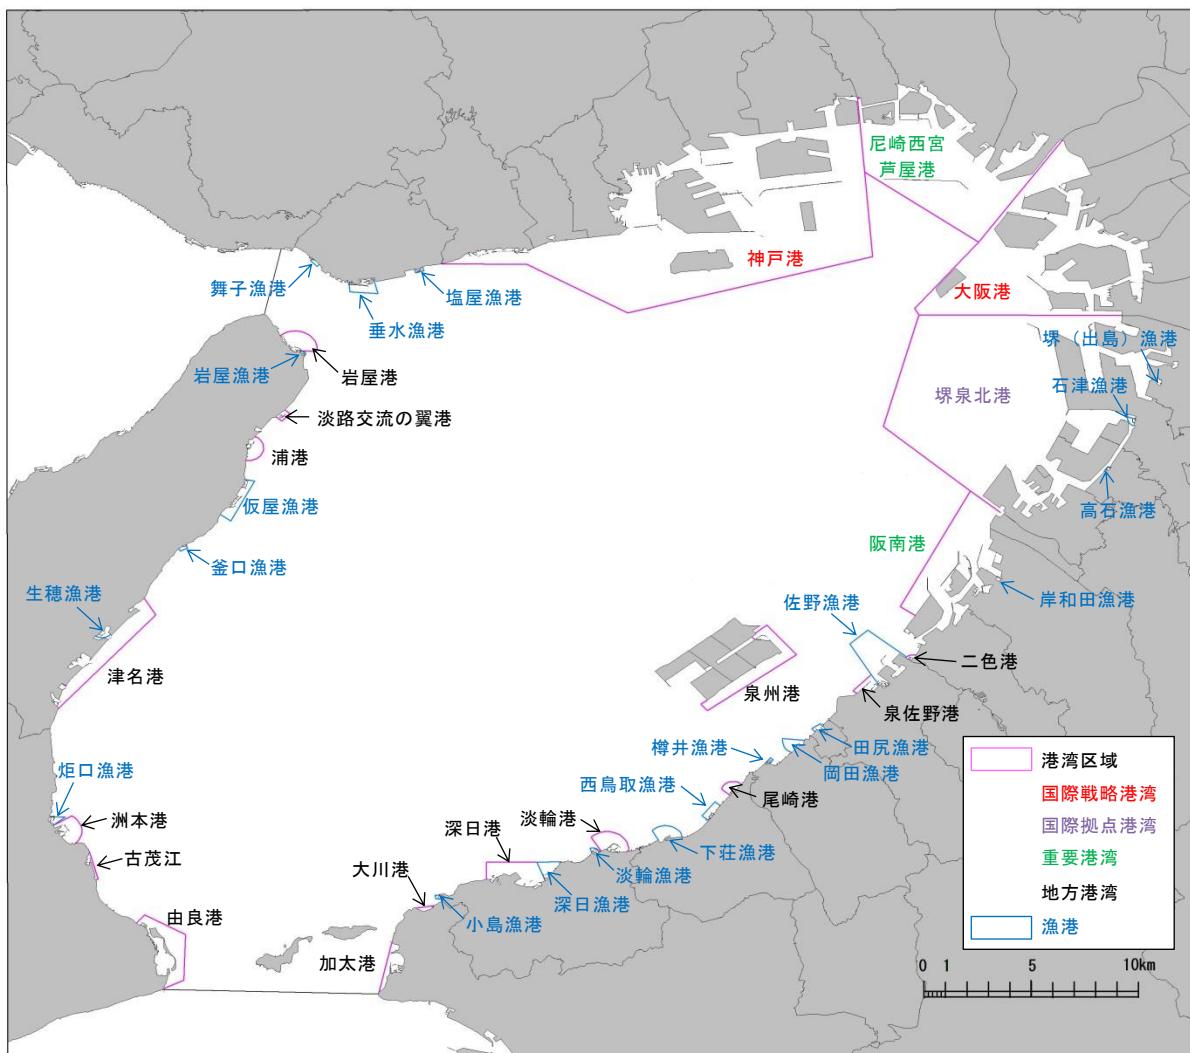 尼崎西宮
芦屋港
神戸港
大阪港
舞子漁港
垂水漁港
塩屋漁港
岩屋漁港
岩屋港
堺（出島）漁港
石津漁港
堺泉北港
淡路交流の翼港
浦港
仮屋漁港
高石漁港
釜口漁港
阪南港
生穂漁港
佐野漁港
岸和田漁港
津名港
二色港
泉州港
泉佐野港
樽井漁港
田尻漁港
岡田漁港
炬口漁港
西鳥取漁港
尾崎港
洲本港
深日港
淡輪港
下荘漁港
古茂江
大川港
淡輪漁港
深日漁港
小島漁港
由良港
加太港
港湾区域
国際戦略港湾
国際拠点港湾
重要港湾
地方港湾
漁港
0 1 5 10km